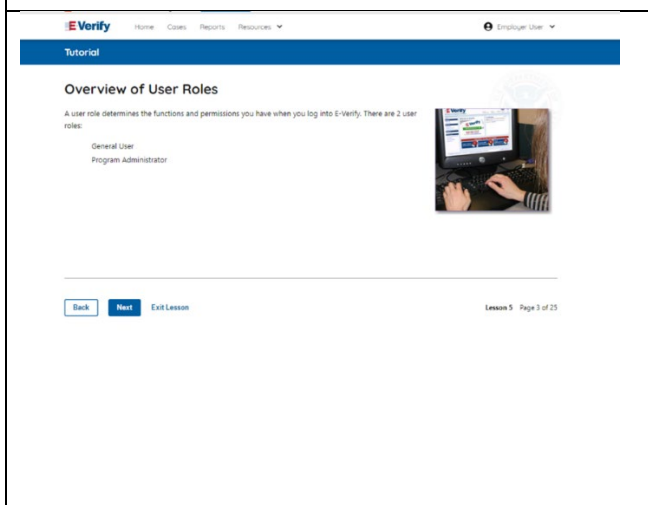 E-Verify Home Cases Reports Resources Employer User
Tutorial
Overview of User Roles
A user role determines the functions and permissions you have when you log into E-Verify. There are 2 user
roles:
General User
Program Administrator
Back Next Exit Lesson Lesson 5 Page 3 of 25